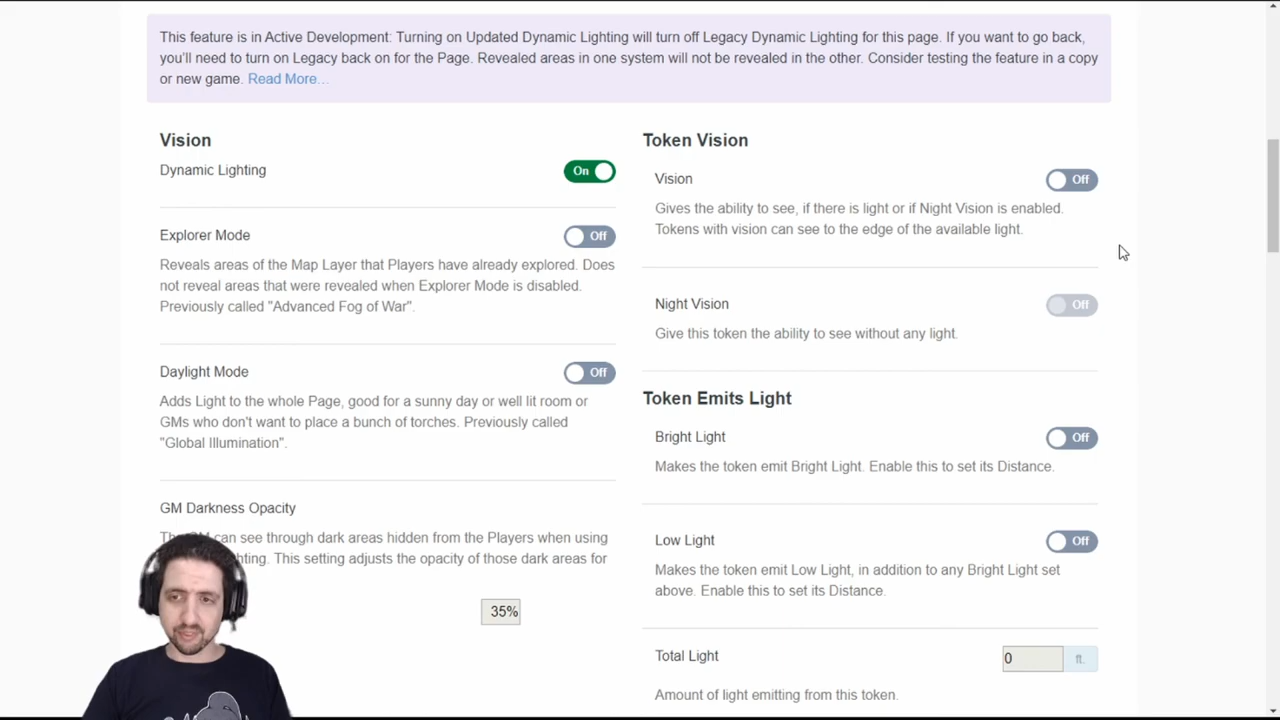 This feature is in Active Development: Turning on Updated Dynamic Lighting will turn off Legacy Dynamic Lighting for this page. If you want to go back,
you'll need to turn on Legacy back on for the Page. Revealed areas in one system will not be revealed in the other. Consider testing the feature in a copy
or new game. Read More...
Vision
Dynamic Lighting
On
Explorer Mode
Off
Reveals areas of the Map Layer that Players have already explored. Does
not reveal areas that were revealed when Explorer Mode is disabled.
Previously called "Advanced Fog of War".
Daylight Mode
Off
Adds Light to the whole Page, good for a sunny day or well lit room or
GMs who don't want to place a bunch of torches. Previously called
"Global Illumination".
GM Darkness Opacity
can see through dark areas hidden from the Players when using
This setting adjusts the opacity of those dark areas for
35%
Token Vision
Vision
Off
Gives the ability to see, if there is light or if Night Vision is enabled.
Tokens with vision can see to the edge of the available light.
Night Vision
Off
Give this token the ability to see without any light.
Token Emits Light
Bright Light
Off
Makes the token emit Bright Light. Enable this to set its Distance.
Low Light
Off
Makes the token emit Low Light, in addition to any Bright Light set
above. Enable this to set its Distance.
Total Light
0 ft.
Amount of light emitting from this token.